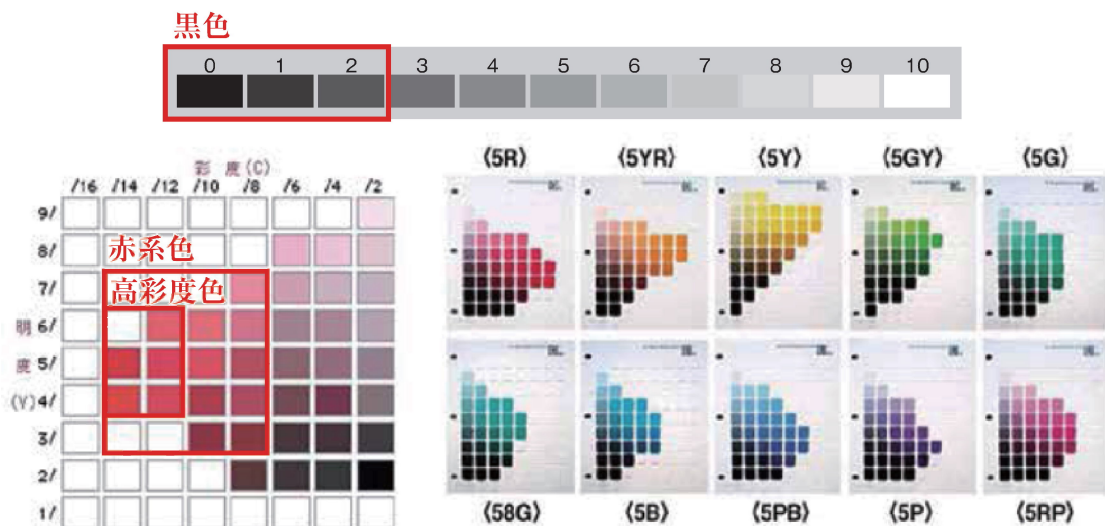 黒色
0 1 2 3 4 5 6 7 8 9 10
彩 度(C)
/16 /14 /12 /10 /8 /6 /4 /2
9/
8/
赤系色
7/
高彩度色
明 6/
度 5/
(Y)4/
3/
2/
1/
(5R) (5YR) (5Y) (5GY) (5G)
(58G) (5B) (5PB) (5P) (5RP)